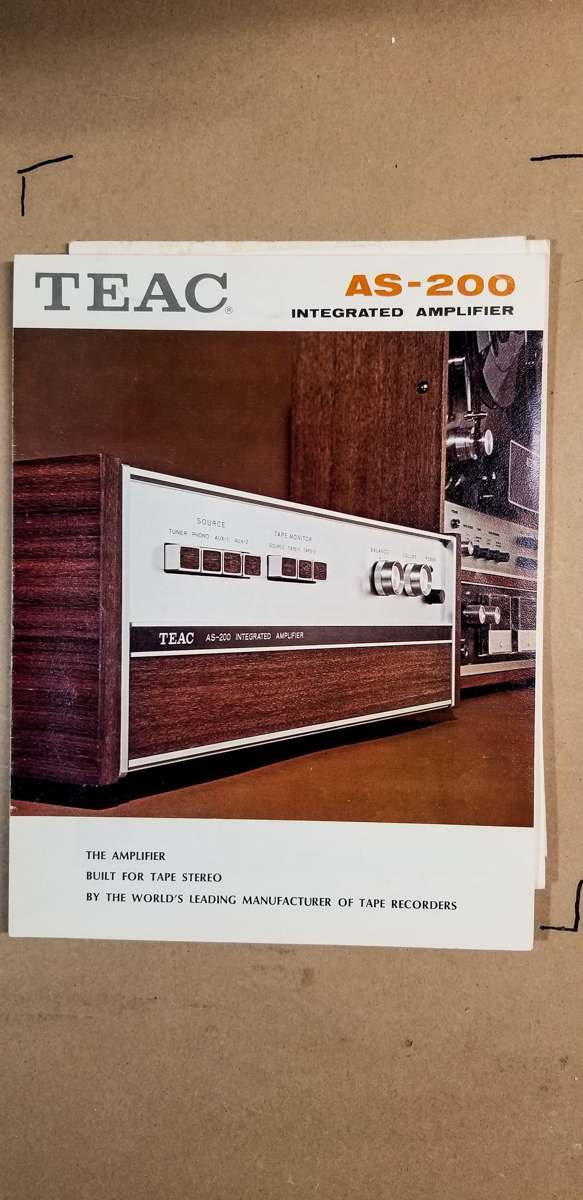 TEAC®
AS-200
INTEGRATED AMPLIFIER
SOURCE
TUNER PHONO AUX-1 AUX-2
TAPE MONITOR
SOURCE TAPE-1 TAPE-2
BALANCE VOLUME POWER
TEAC AS-200 INTEGRATED AMPLIFIER
THE AMPLIFIER
BUILT FOR TAPE STEREO
BY THE WORLD'S LEADING MANUFACTURER OF TAPE RECORDERS